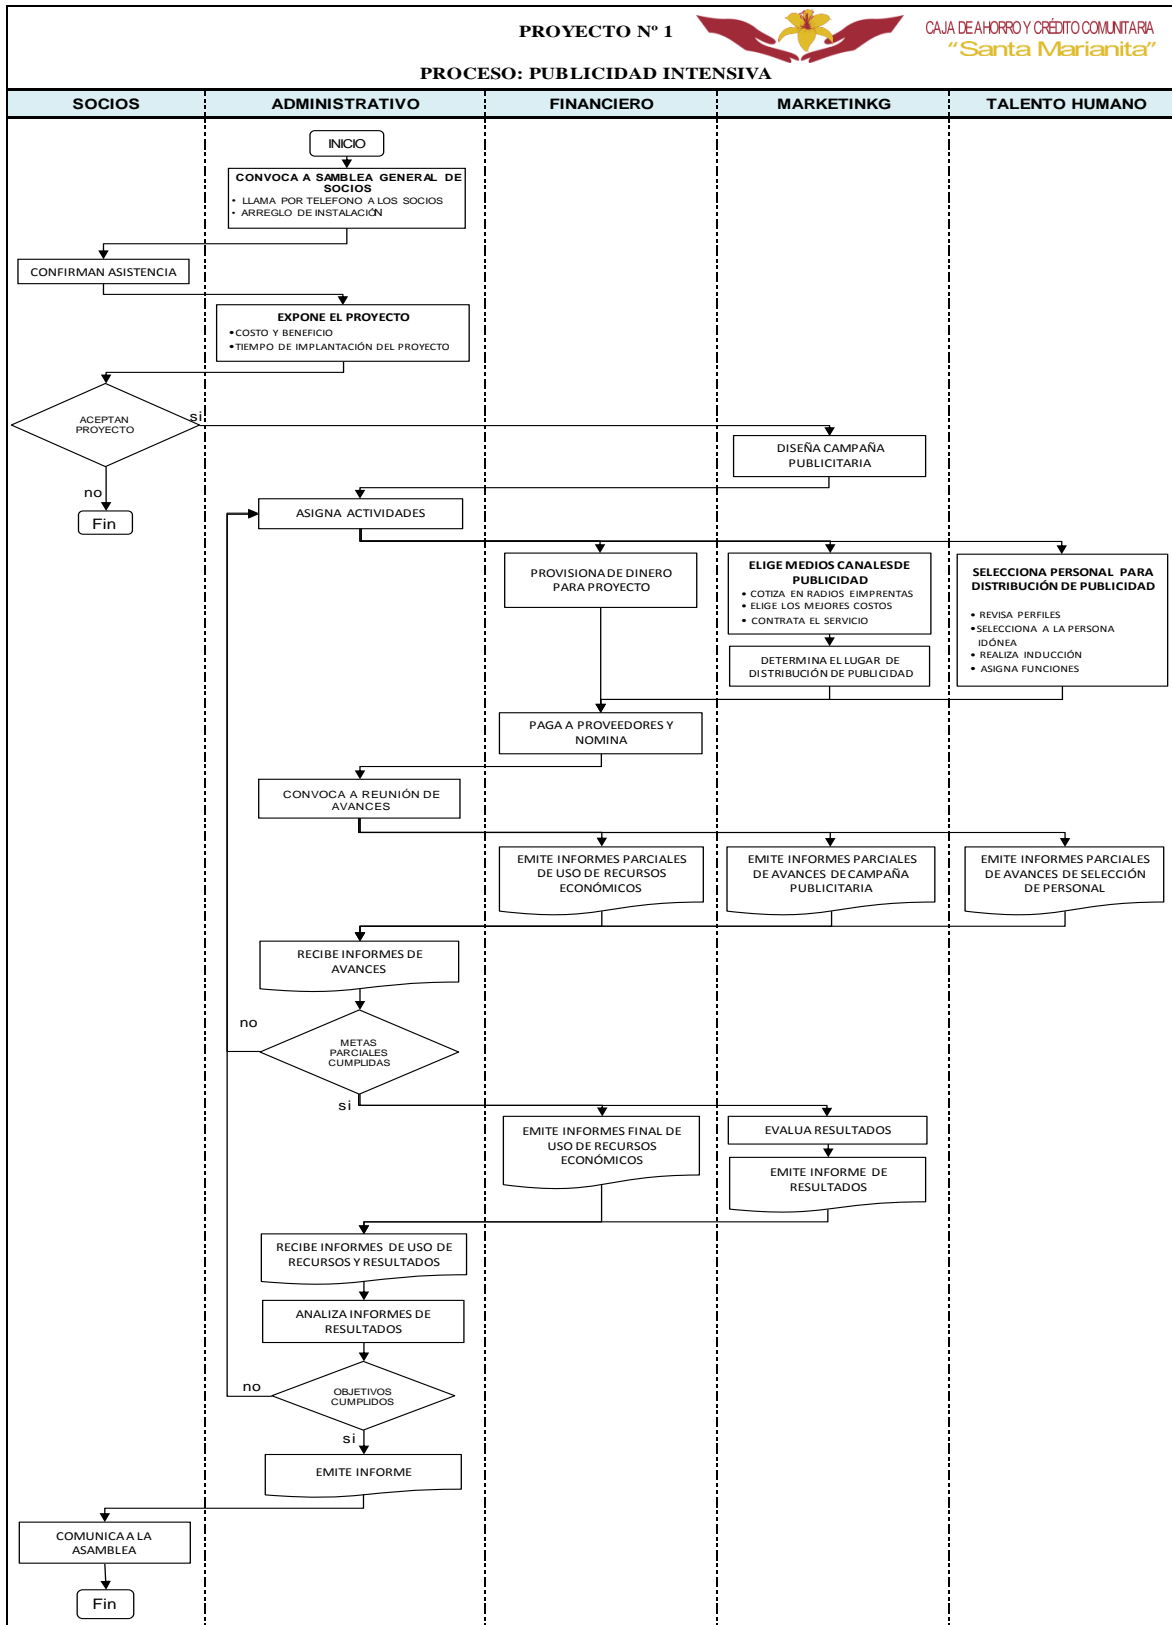 PROYECTO Nº 1
CAJA DE AHORRO Y CRÉDITO COMUNITARIA
“Santa Marianita”
PROCESO: PUBLICIDAD INTENSIVA
SOCIOS
ADMINISTRATIVO
FINANCIERO
MARKETINKG
TALENTO HUMANO
INICIO
CONVOCA A SAMBLEA GENERAL DE
SOCIOS
• LLAMA POR TELEFONO A LOS SOCIOS
• ARREGLO DE INSTALACIÓN
CONFIRMAN ASISTENCIA
EXPONE EL PROYECTO
• COSTO Y BENEFICIO
• TIEMPO DE IMPLANTACIÓN DEL PROYECTO
ACEPTAN
PROYECTO
si
no
Fin
DISEÑA CAMPAÑA
PUBLICITARIA
ASIGNA ACTIVIDADES
PROVISIONA DE DINERO
PARA PROYECTO
ELIGE MEDIOS CANALES DE
PUBLICIDAD
• COTIZA EN RADIOS E IMPRENTAS
• ELIGE LOS MEJORES COSTOS
• CONTRATA EL SERVICIO
SELECCIONA PERSONAL PARA
DISTRIBUCIÓN DE PUBLICIDAD
• REVISA PERFILES
• SELECCIONA A LA PERSONA
IDÓNEA
• REALIZA INDUCCIÓN
• ASIGNA FUNCIONES
DETERMINA EL LUGAR DE
DISTRIBUCIÓN DE PUBLICIDAD
PAGA A PROVEEDORES Y
NOMINA
CONVOCA A REUNIÓN DE
AVANCES
EMITE INFORMES PARCIALES
DE USO DE RECURSOS
ECONÓMICOS
EMITE INFORMES PARCIALES
DE AVANCES DE CAMPAÑA
PUBLICITARIA
EMITE INFORMES PARCIALES
DE AVANCES DE SELECCIÓN
DE PERSONAL
RECIBE INFORMES DE
AVANCES
no
METAS
PARCIALES
CUMPLIDAS
si
EMITE INFORMES FINAL DE
USO DE RECURSOS
ECONÓMICOS
EVALUA RESULTADOS
EMITE INFORME DE
RESULTADOS
RECIBE INFORMES DE USO DE
RECURSOS Y RESULTADOS
ANALIZA INFORMES DE
RESULTADOS
no
OBJETIVOS
CUMPLIDOS
si
EMITE INFORME
COMUNICA A LA
ASAMBLEA
Fin